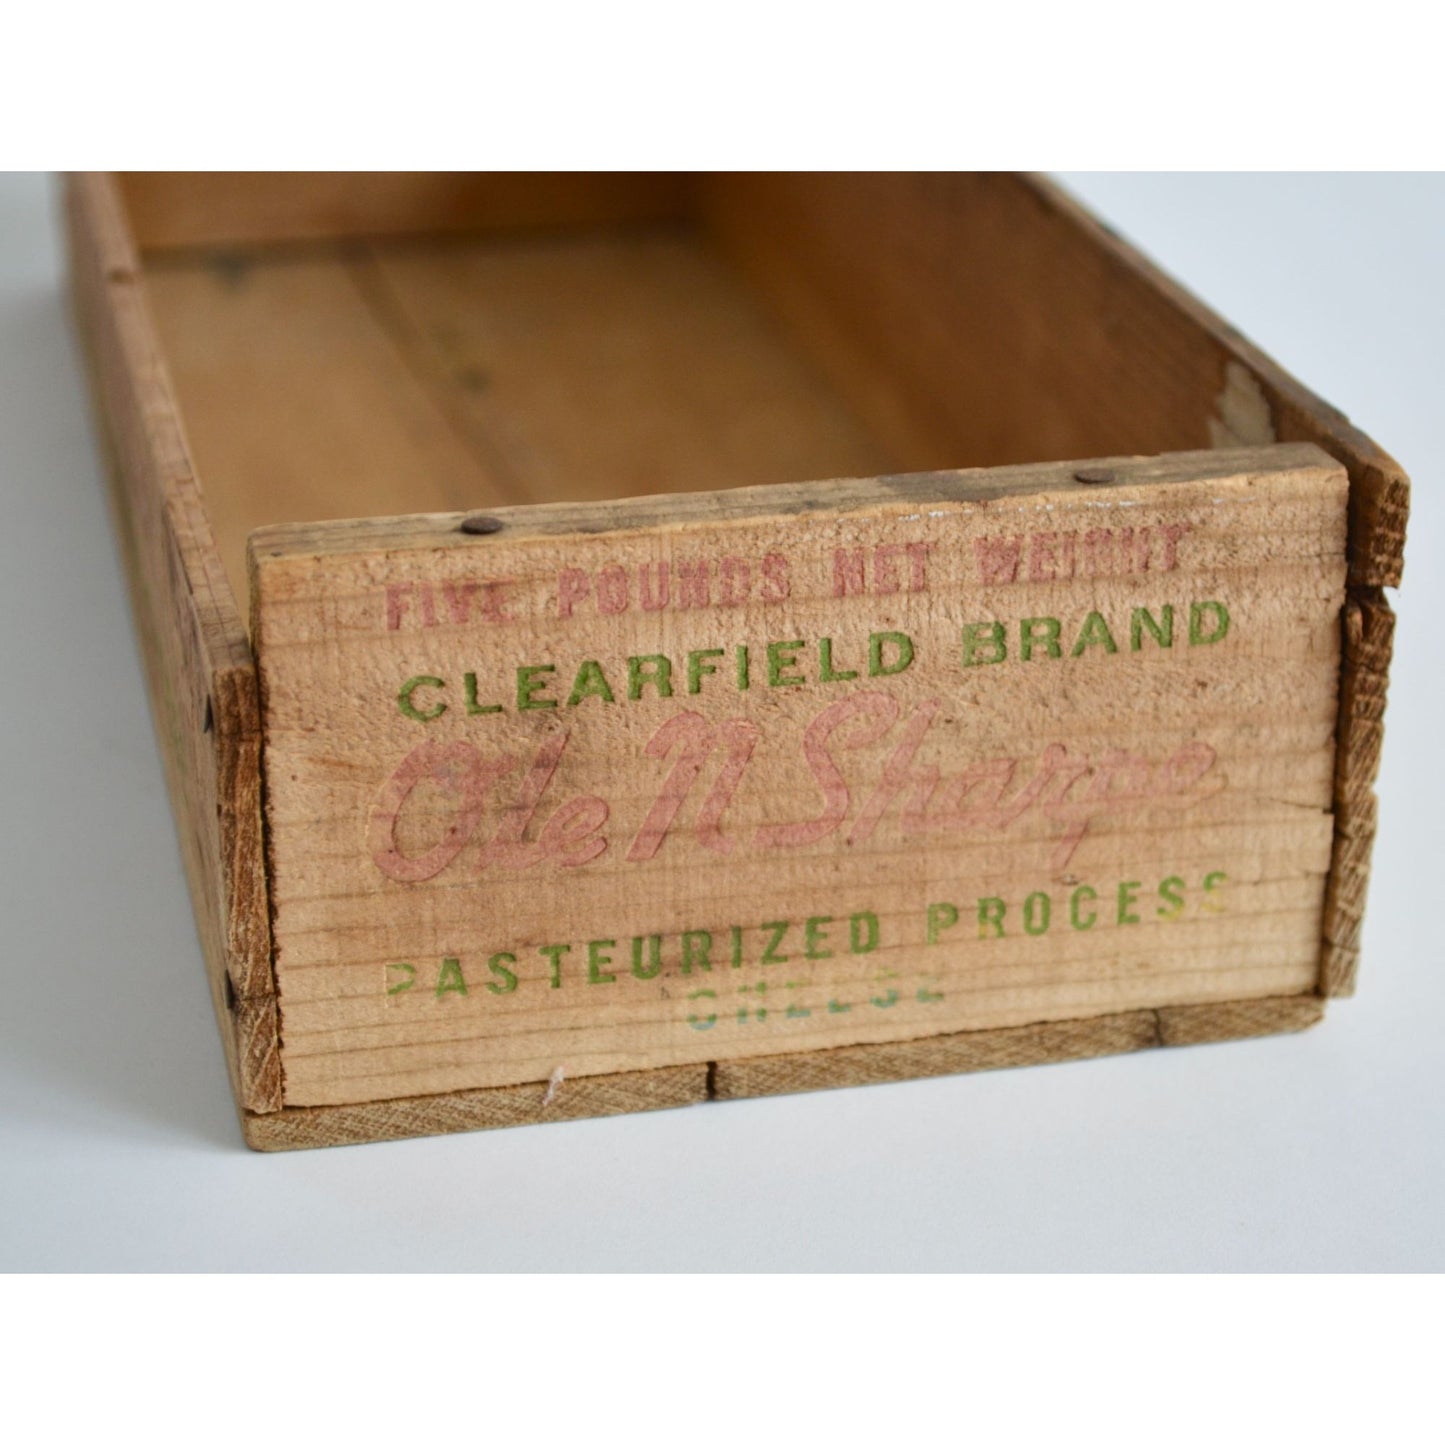 FIVE POUNDS NET WEIGHT
CLEARFIELD BRAND
Ole N Sharpe
PASTEURIZED PROCESS
CHEESE